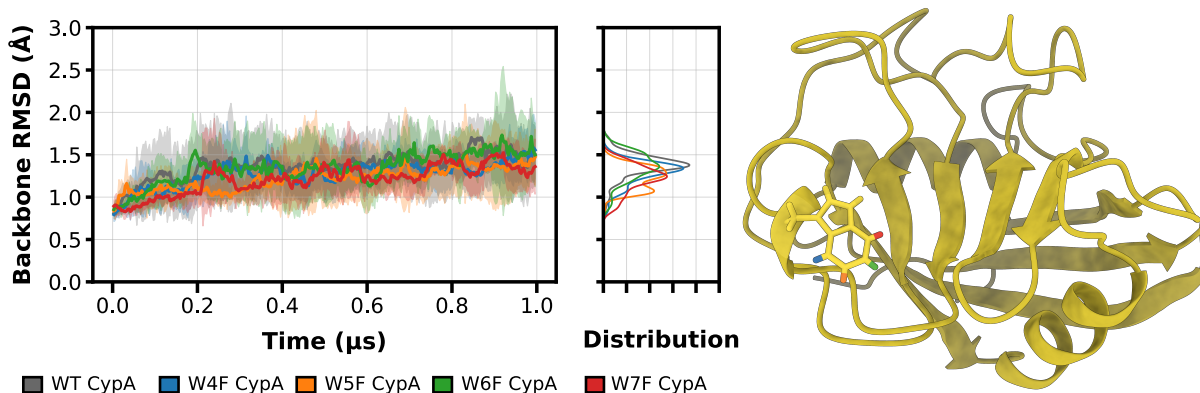 Backbone RMSD (Å)
3.0
2.5
2.0
1.5
1.0
0.5
0.0
0.0 0.2 0.4 0.6 0.8 1.0
Time (μs)
Distribution
WT CypA W4F CypA W5F CypA W6F CypA W7F CypA